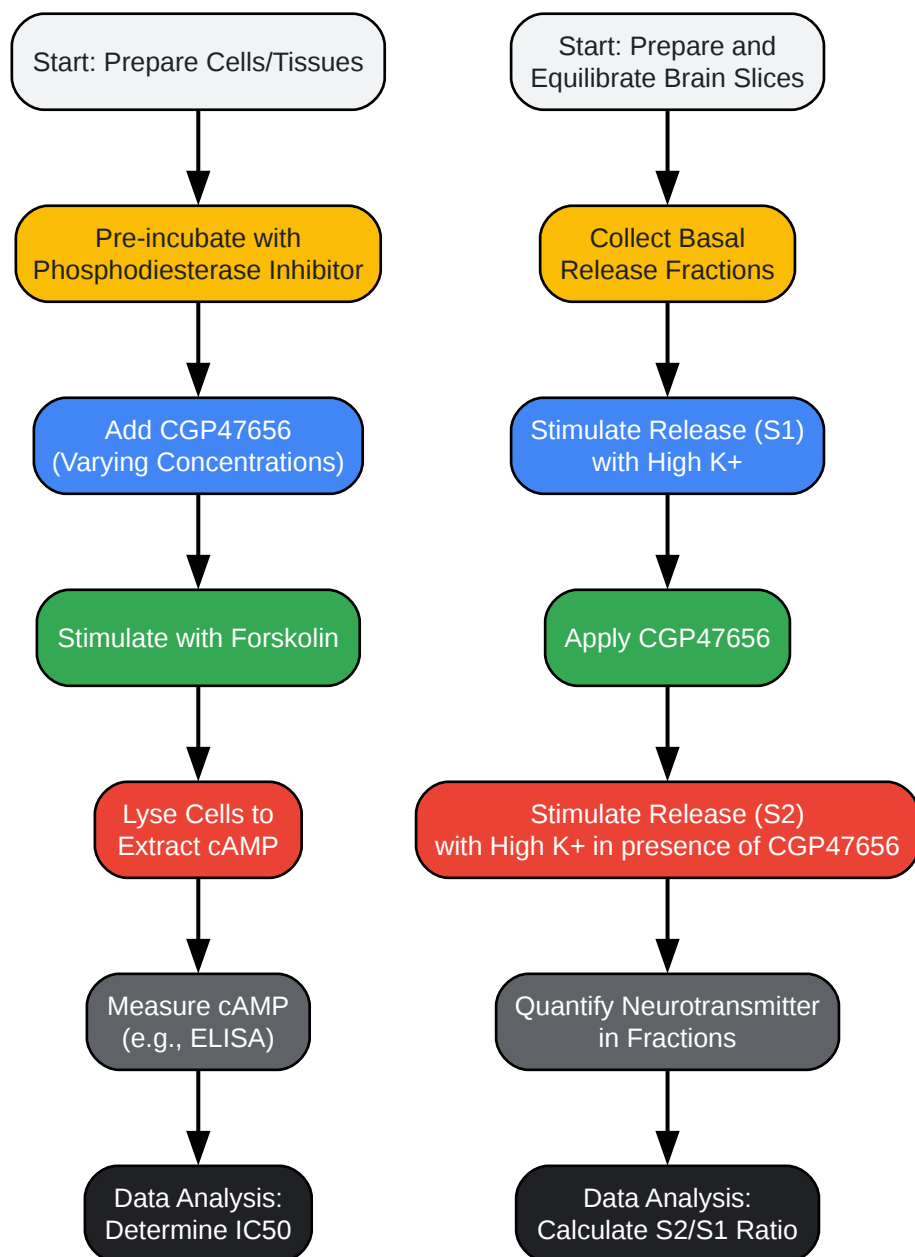 Start: Prepare Cells/Tissues
Pre-incubate with
Phosphodiesterase Inhibitor
Add CGP47656
(Varying Concentrations)
Stimulate with Forskolin
Lyse Cells to
Extract cAMP
Measure cAMP
(e.g., ELISA)
Data Analysis:
Determine IC50
Start: Prepare and
Equilibrate Brain Slices
Collect Basal
Release Fractions
Stimulate Release (S1)
with High K+
Apply CGP47656
Stimulate Release (S2)
with High K+ in presence of CGP47656
Quantify Neurotransmitter
in Fractions
Data Analysis:
Calculate S2/S1 Ratio